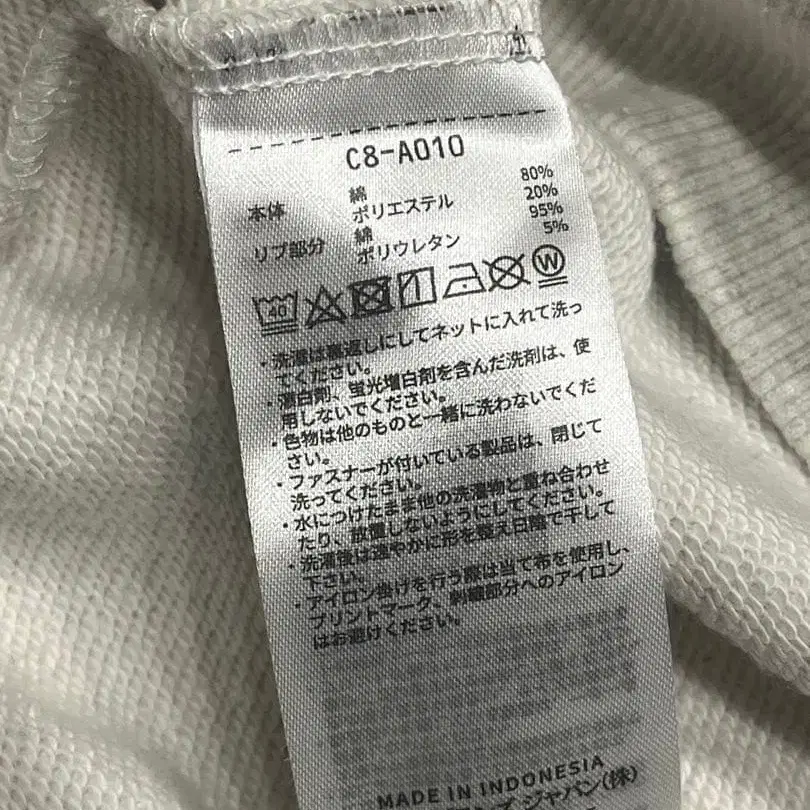 C8-A010
本体 綿 80%
ポリエステル 20%
リブ部分 綿 95%
ポリウレタン 5%
40 W
・洗濯は裏返しにしてネットに入れて洗っ
てください。
・漂白剤、蛍光増白剤を含んだ洗剤は、使
用しないでください。
・色物は他のものと一緒に洗わないでくだ
さい。
・ファスナーが付いている製品は、閉じて
洗ってください。
・水につけたまま他の洗濯物と重ね合わせ
たり、放置しないようにしてください。
・洗濯後は速やかに形を整え日陰で干して
下さい。
・アイロン掛けを行う際は当て布を使用し、
プリントマーク、刺繍部分へのアイロン
はお避けください。
MADE IN INDONESIA
ジャパン(株)